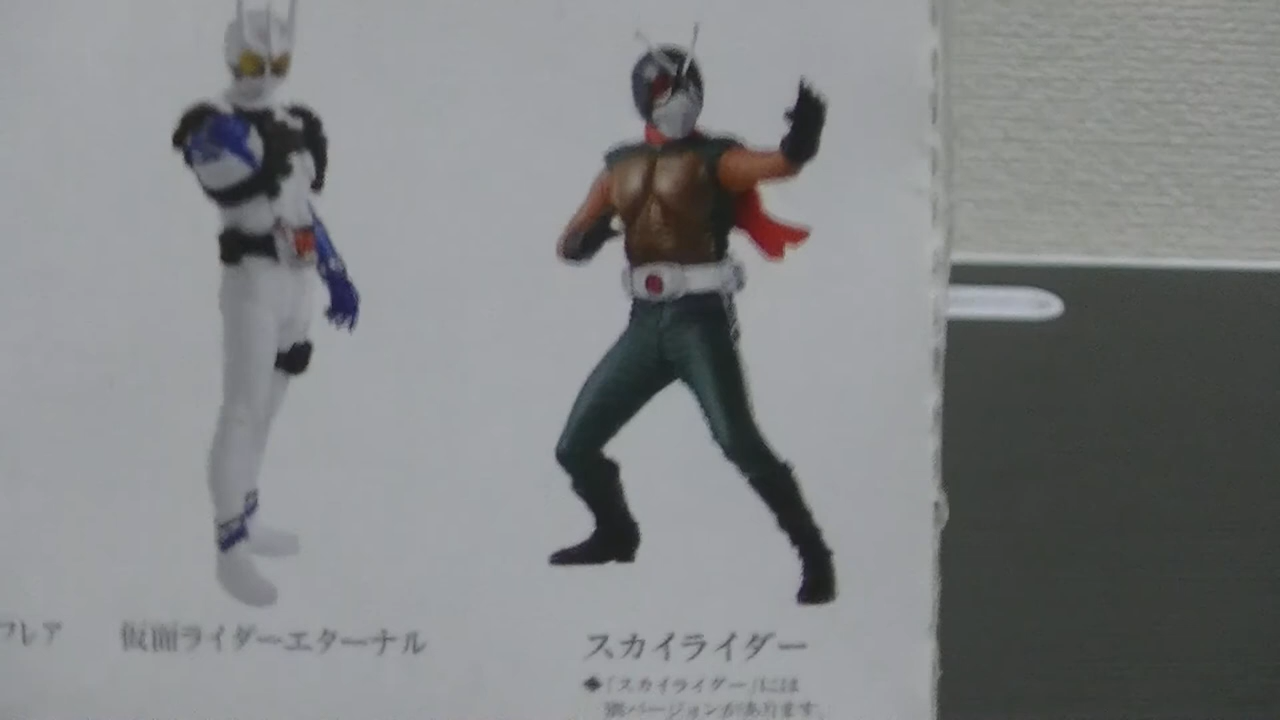 フレア
仮面ライダーエターナル
スカイライダー
◆「スカイライダー」には
別バージョンがあります。